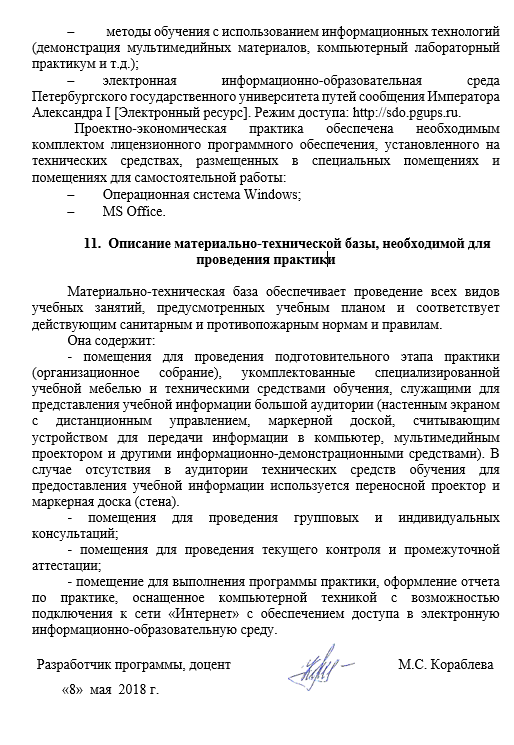 – методы обучения с использованием информационных технологий
(демонстрация мультимедийных материалов, компьютерный лабораторный
практикум и т.д.);
– электронная информационно-образовательная среда
Петербургского государственного университета путей сообщения Императора
Александра I [Электронный ресурс]. Режим доступа: http://sdo.pgups.ru.
Проектно-экономическая практика обеспечена необходимым
комплектом лицензионного программного обеспечения, установленного на
технических средствах, размещенных в специальных помещениях и
помещениях для самостоятельной работы:
– Операционная система Windows;
– MS Office.
11. Описание материально-технической базы, необходимой для
проведения практики
Материально-техническая база обеспечивает проведение всех видов
учебных занятий, предусмотренных учебным планом и соответствует
действующим санитарным и противопожарным нормам и правилам.
Она содержит:
- помещения для проведения подготовительного этапа практики
(организационное собрание), укомплектованные специализированной
учебной мебелью и техническими средствами обучения, служащими для
представления учебной информации большой аудитории (настенным экраном
с дистанционным управлением, маркерной доской, считывающим
устройством для передачи информации в компьютер, мультимедийным
проектором и другими информационно-демонстрационными средствами). В
случае отсутствия в аудитории технических средств обучения для
предоставления учебной информации используется переносной проектор и
маркерная доска (стена).
- помещения для проведения групповых и индивидуальных
консультаций;
- помещения для проведения текущего контроля и промежуточной
аттестации;
- помещение для выполнения программы практики, оформление отчета
по практике, оснащенное компьютерной техникой с возможностью
подключения к сети «Интернет» с обеспечением доступа в электронную
информационно-образовательную среду.
Разработчик программы, доцент М.С. Кораблева
«8» мая 2018 г.